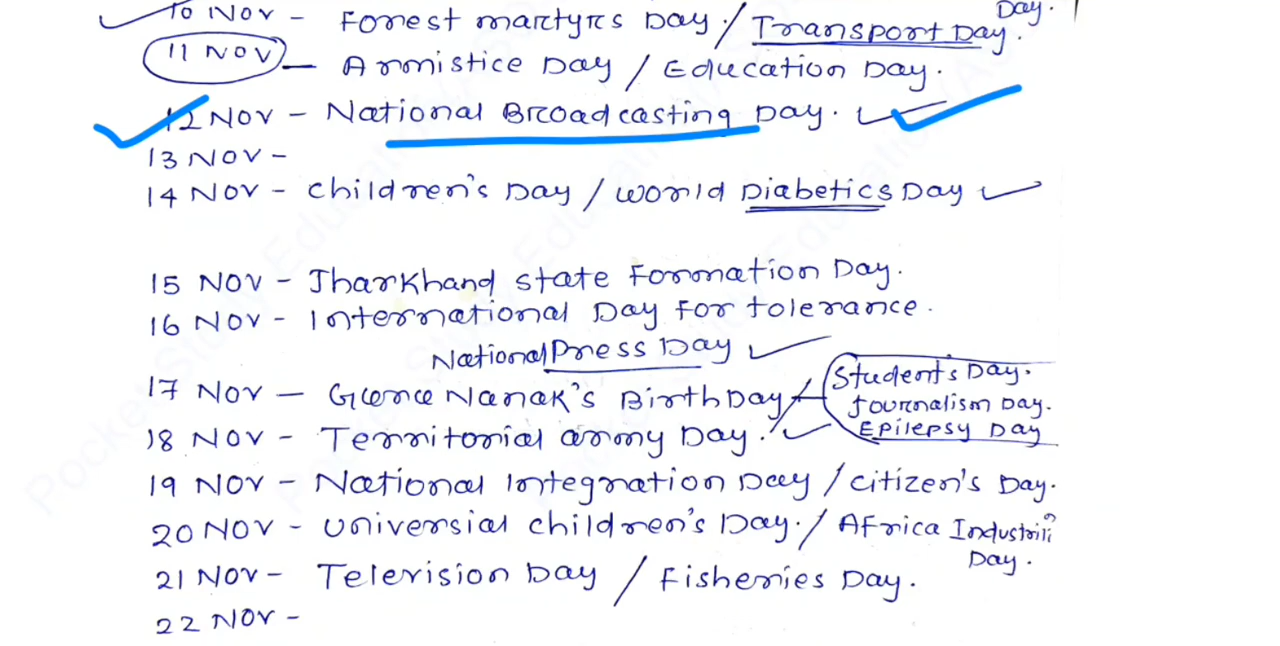 Day.
10 Nov - Forest martyrs Day / Transport Day.
11 NOV - Armistice Day / Education Day.
12 NOV - National Broadcasting Day.
13 NOV -
14 NOV - children's Day / world Diabetics Day
15 NOV - Jharkhand state Formation Day.
16 NOV - International Day for tolerance.
National Press Day
17 NOV - Nanak's Birth Day / Student's Day.
Journalism Day.
Epilepsy Day
18 NOV - Territorial army Day.
19 NOV - National Integration Day / citizen's Day.
20 NOV - universial children's Day. / Africa
Day.
21 NOV - Television Day / Fisheries Day.
22 NOV -